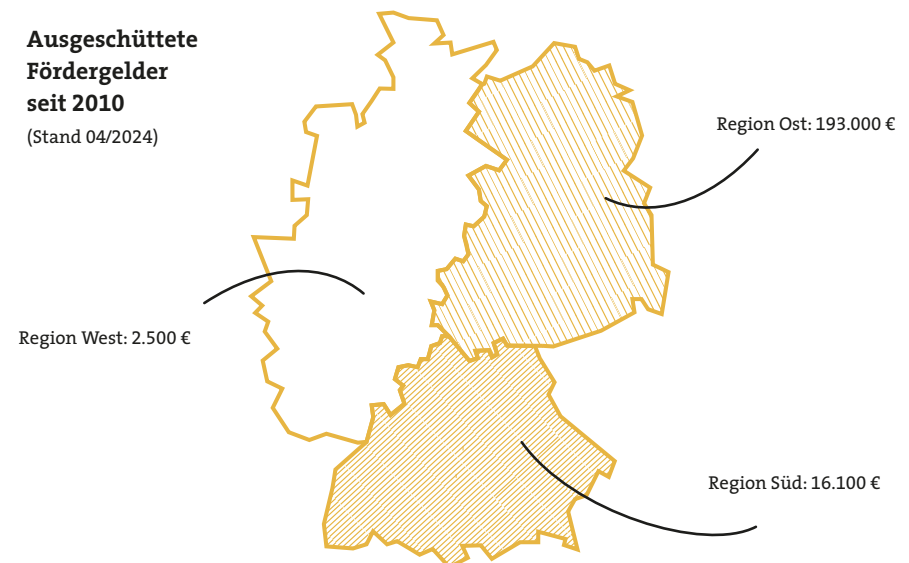 Ausgeschüttete
Fördergelder
seit 2010
(Stand 04/2024)
Region Ost: 193.000 €
Region West: 2.500 €
Region Süd: 16.100 €